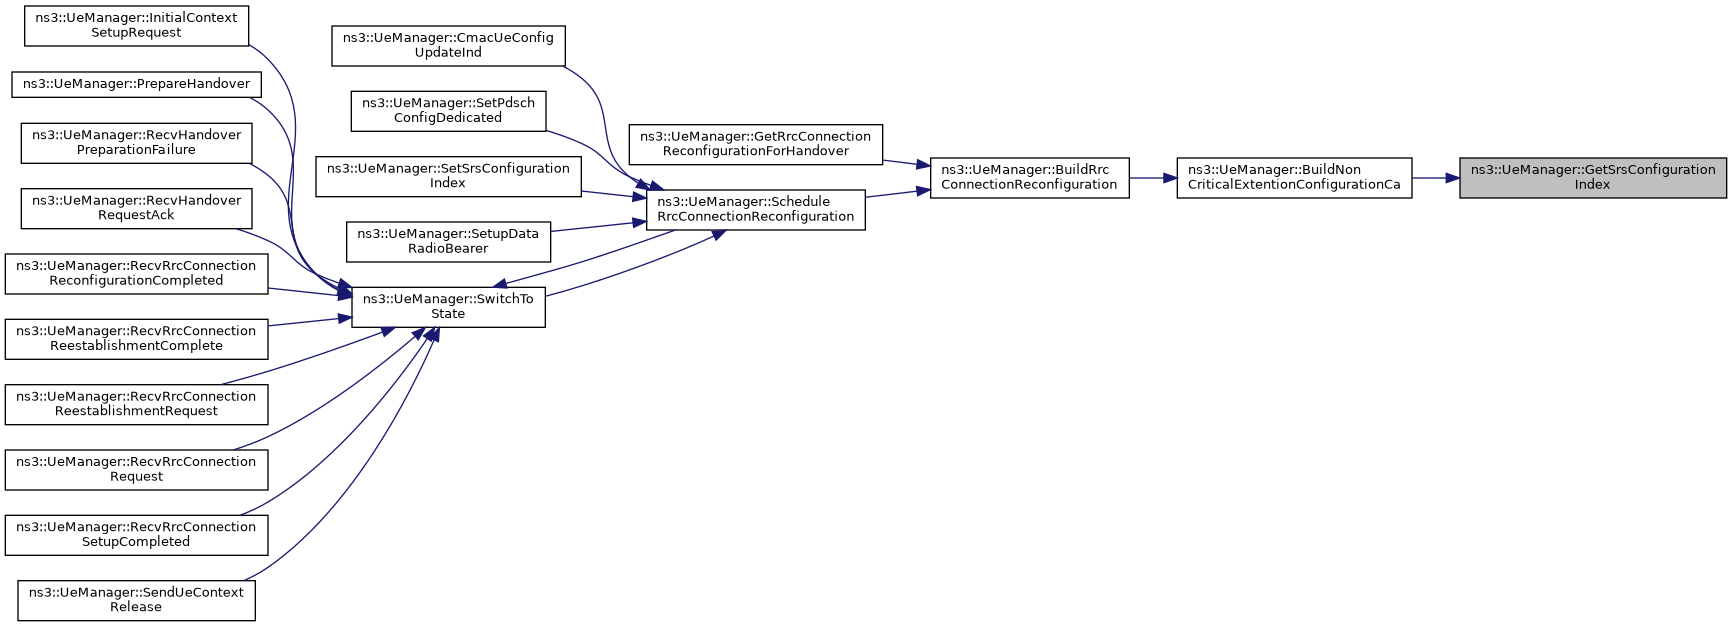 ns3::UeManager::InitialContext
SetupRequest
ns3::UeManager::PrepareHandover
ns3::UeManager::RecvHandover
PreparationFailure
ns3::UeManager::RecvHandover
RequestAck
ns3::UeManager::RecvRrcConnection
ReconfigurationCompleted
ns3::UeManager::RecvRrcConnection
ReestablishmentComplete
ns3::UeManager::RecvRrcConnection
ReestablishmentRequest
ns3::UeManager::RecvRrcConnection
Request
ns3::UeManager::RecvRrcConnection
SetupCompleted
ns3::UeManager::SendUeContext
Release
ns3::UeManager::CmacUeConfig
UpdateInd
ns3::UeManager::SetPdsch
ConfigDedicated
ns3::UeManager::SetSrsConfiguration
Index
ns3::UeManager::SetupData
RadioBearer
ns3::UeManager::SwitchTo
State
ns3::UeManager::GetRrcConnection
ReconfigurationForHandover
ns3::UeManager::Schedule
RrcConnectionReconfiguration
ns3::UeManager::BuildRrc
ConnectionReconfiguration
ns3::UeManager::BuildNon
CriticalExtentionConfigurationCa
ns3::UeManager::GetSrsConfiguration
Index